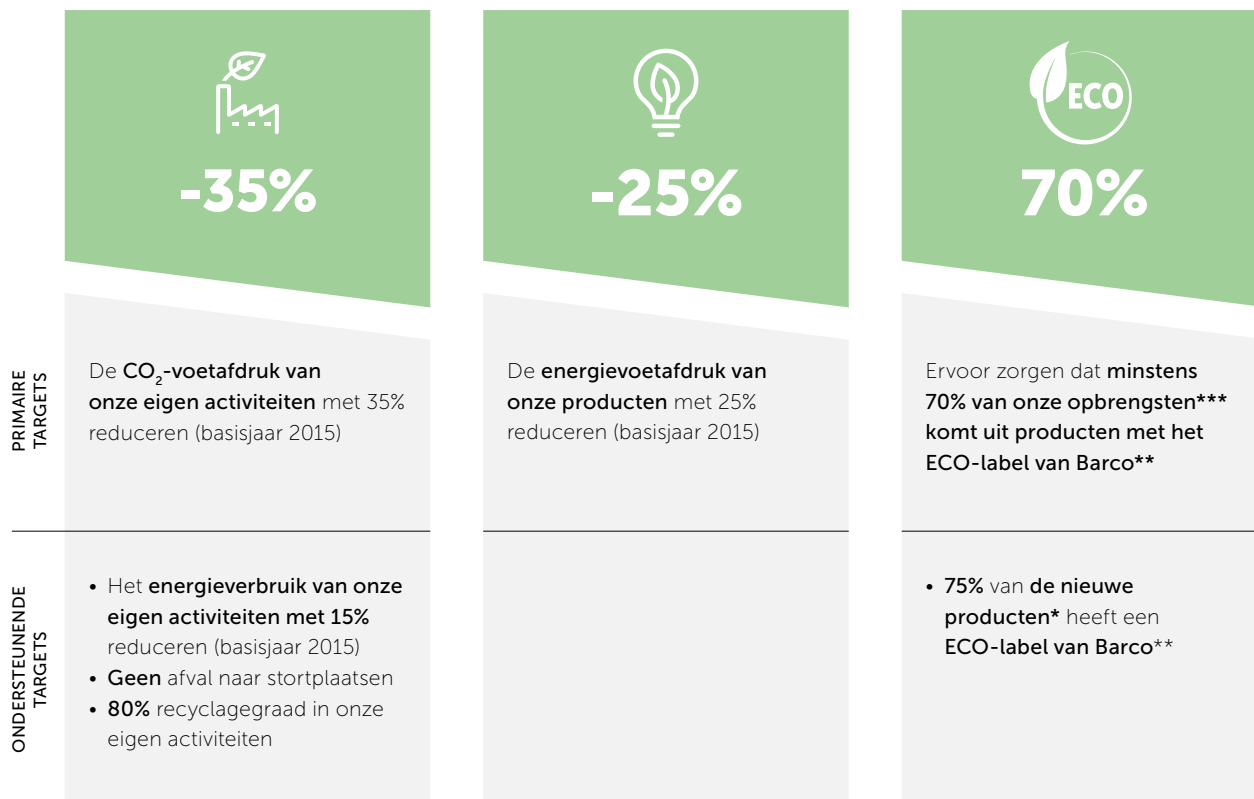 ECO
-35%
-25%
70%
PRIMAIRE
TARGETS
De CO₂-voetafdruk van
onze eigen activiteiten met 35%
reduceren (basisjaar 2015)
De energievoetafdruk van
onze producten met 25%
reduceren (basisjaar 2015)
Ervoor zorgen dat minstens
70% van onze opbrengsten***
komt uit producten met het
ECO-label van Barco**
ONDERSTEUNENDE
TARGETS
• Het energieverbruik van onze
eigen activiteiten met 15%
reduceren (basisjaar 2015)
• Geen afval naar stortplaatsen
• 80% recyclagegraad in onze
eigen activiteiten
• 75% van de nieuwe
producten* heeft een
ECO-label van Barco**